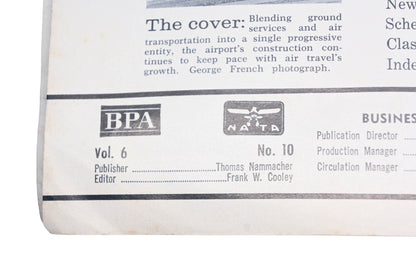 The cover: Blending ground
services and air
transportation into a single progressive
entity, the airport's construction con-
tinues to keep pace with air travel's
growth. George French photograph.
New
Sche
Clas
Inde
BPA
NATA
Vol. 6 No. 10
Publisher ........................Thomas Nammacher
Editor ........................Frank W. Cooley
BUSINES
Publication Director
Production Manager
Circulation Manager